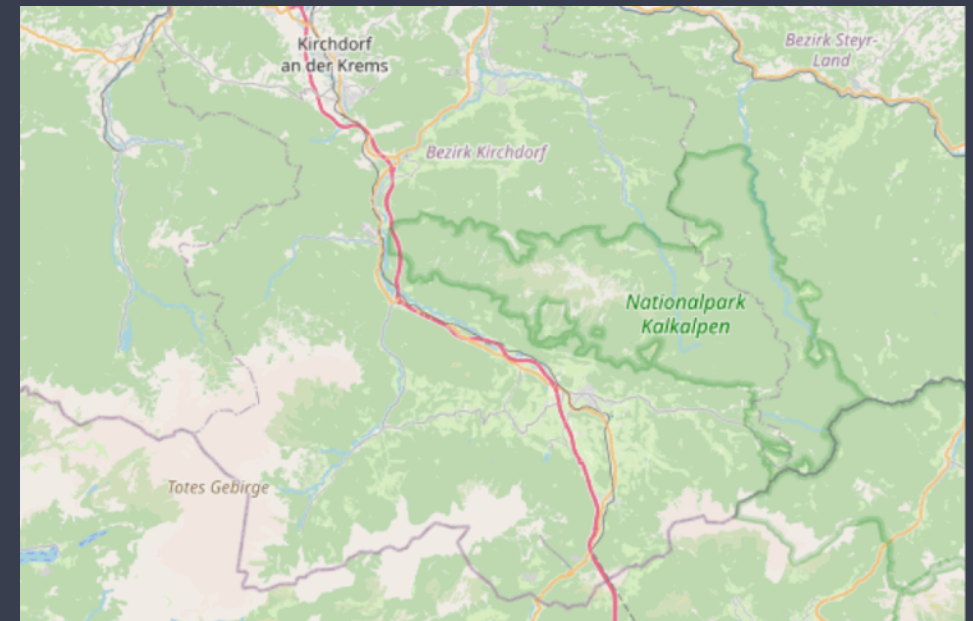 Kirchdorf
an der Krems
Bezirk Steyr-
Land
Bezirk Kirchdorf
Nationalpark
Kalkalpen
Totes Gebirge